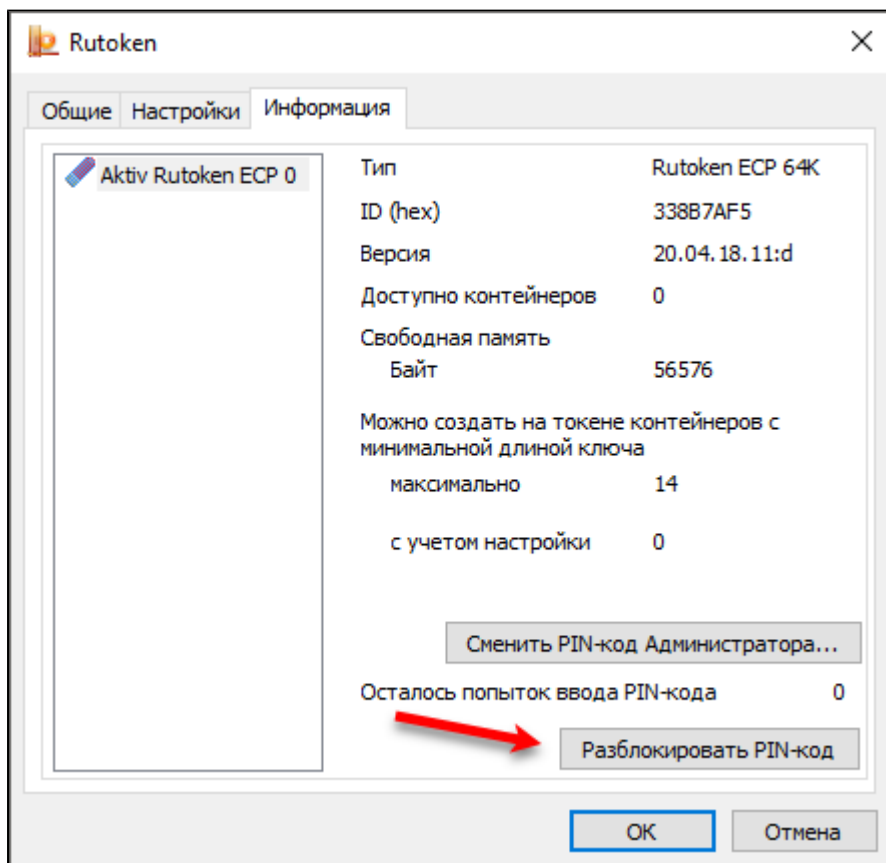 Rutoken
Общие Настройки Информация
Aktiv Rutoken ECP 0
Тип Rutoken ECP 64K
ID (hex) 338B7AF5
Версия 20.04.18.11:d
Доступно контейнеров 0
Свободная память
Байт 56576
Можно создать на токене контейнеров с
минимальной длиной ключа
максимально 14
с учетом настройки 0
Сменить PIN-код Администратора...
Осталось попыток ввода PIN-кода 0
Разблокировать PIN-код
ОК Отмена